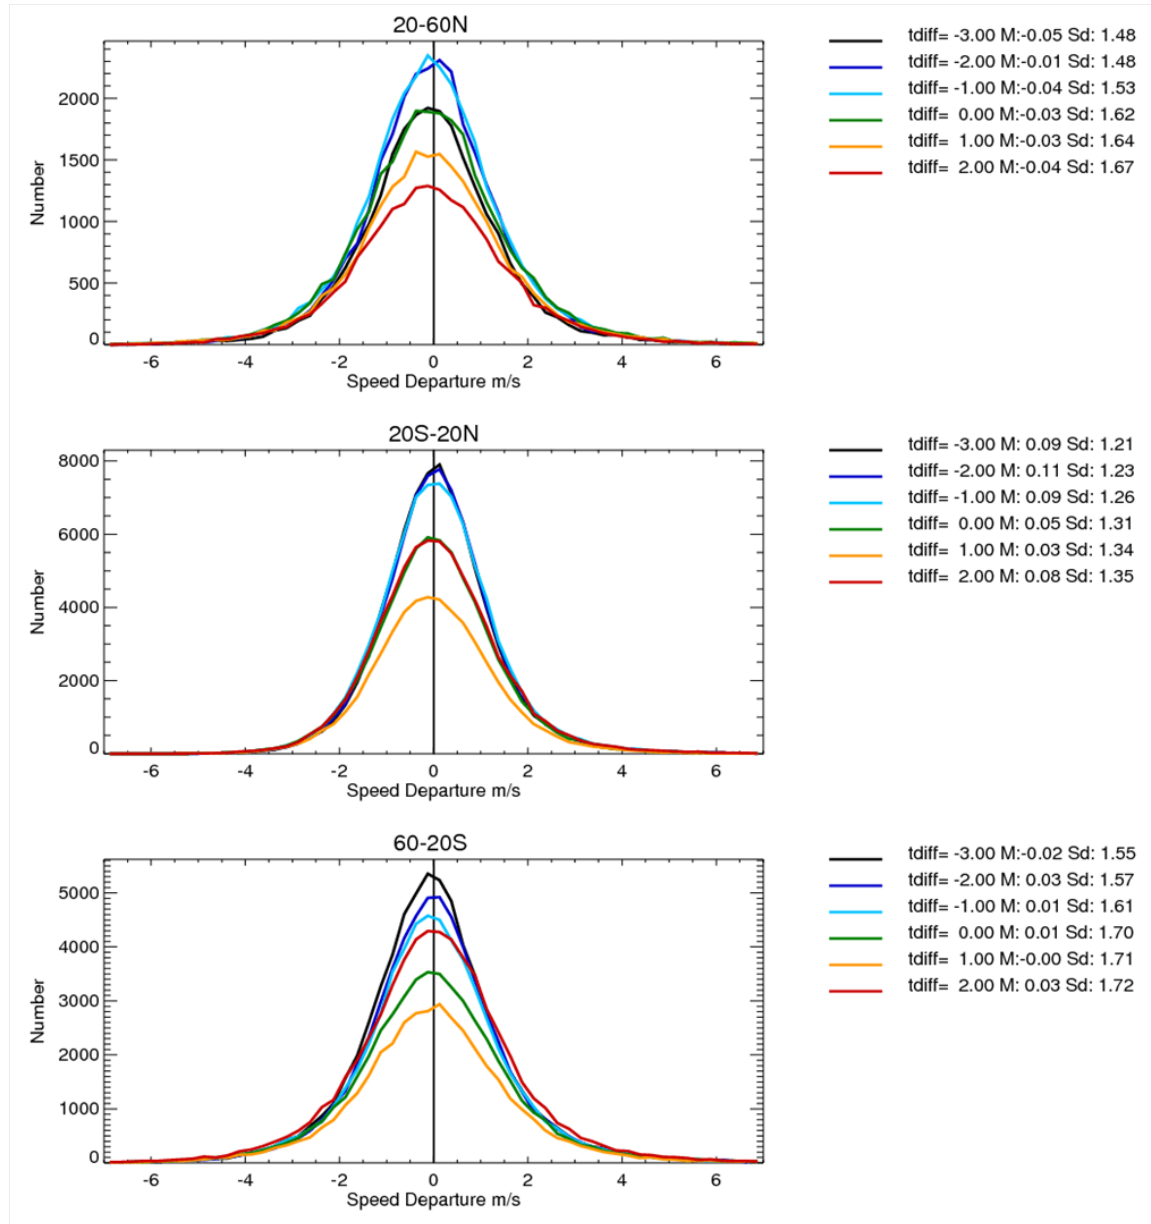 20-60N
2000
1500
1000
500
0
Number
-6 -4 -2 0 2 4 6
Speed Departure m/s
tdiff= -3.00 M:-0.05 Sd: 1.48
tdiff= -2.00 M:-0.01 Sd: 1.48
tdiff= -1.00 M:-0.04 Sd: 1.53
tdiff= 0.00 M:-0.03 Sd: 1.62
tdiff= 1.00 M:-0.03 Sd: 1.64
tdiff= 2.00 M:-0.04 Sd: 1.67
20S-20N
8000
6000
4000
2000
0
Number
-6 -4 -2 0 2 4 6
Speed Departure m/s
tdiff= -3.00 M: 0.09 Sd: 1.21
tdiff= -2.00 M: 0.11 Sd: 1.23
tdiff= -1.00 M: 0.09 Sd: 1.26
tdiff= 0.00 M: 0.05 Sd: 1.31
tdiff= 1.00 M: 0.03 Sd: 1.34
tdiff= 2.00 M: 0.08 Sd: 1.35
60-20S
5000
4000
3000
2000
1000
0
Number
-6 -4 -2 0 2 4 6
Speed Departure m/s
tdiff= -3.00 M:-0.02 Sd: 1.55
tdiff= -2.00 M: 0.03 Sd: 1.57
tdiff= -1.00 M: 0.01 Sd: 1.61
tdiff= 0.00 M: 0.01 Sd: 1.70
tdiff= 1.00 M:-0.00 Sd: 1.71
tdiff= 2.00 M: 0.03 Sd: 1.72